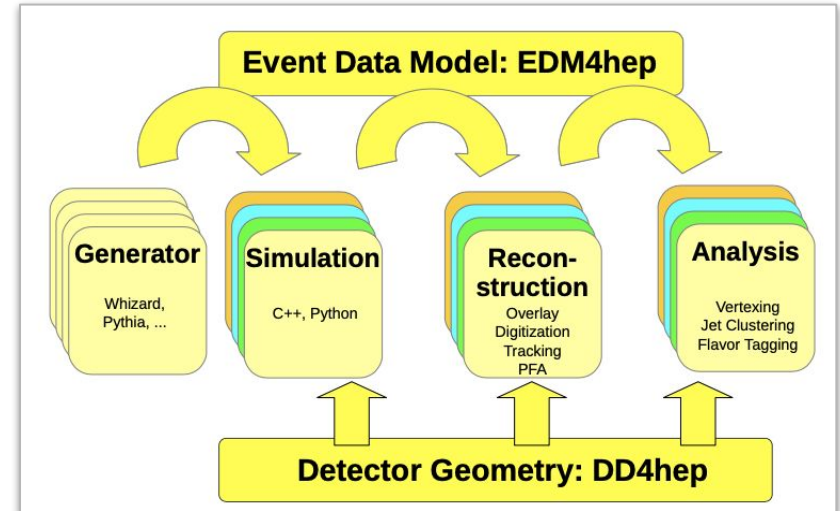 Event Data Model: EDM4hep
Generator
Whizard,
Pythia, ...
Simulation
C++, Python
Recon-
struction
Overlay
Digitization
Tracking
PFA
Analysis
Vertexing
Jet Clustering
Flavor Tagging
Detector Geometry: DD4hep